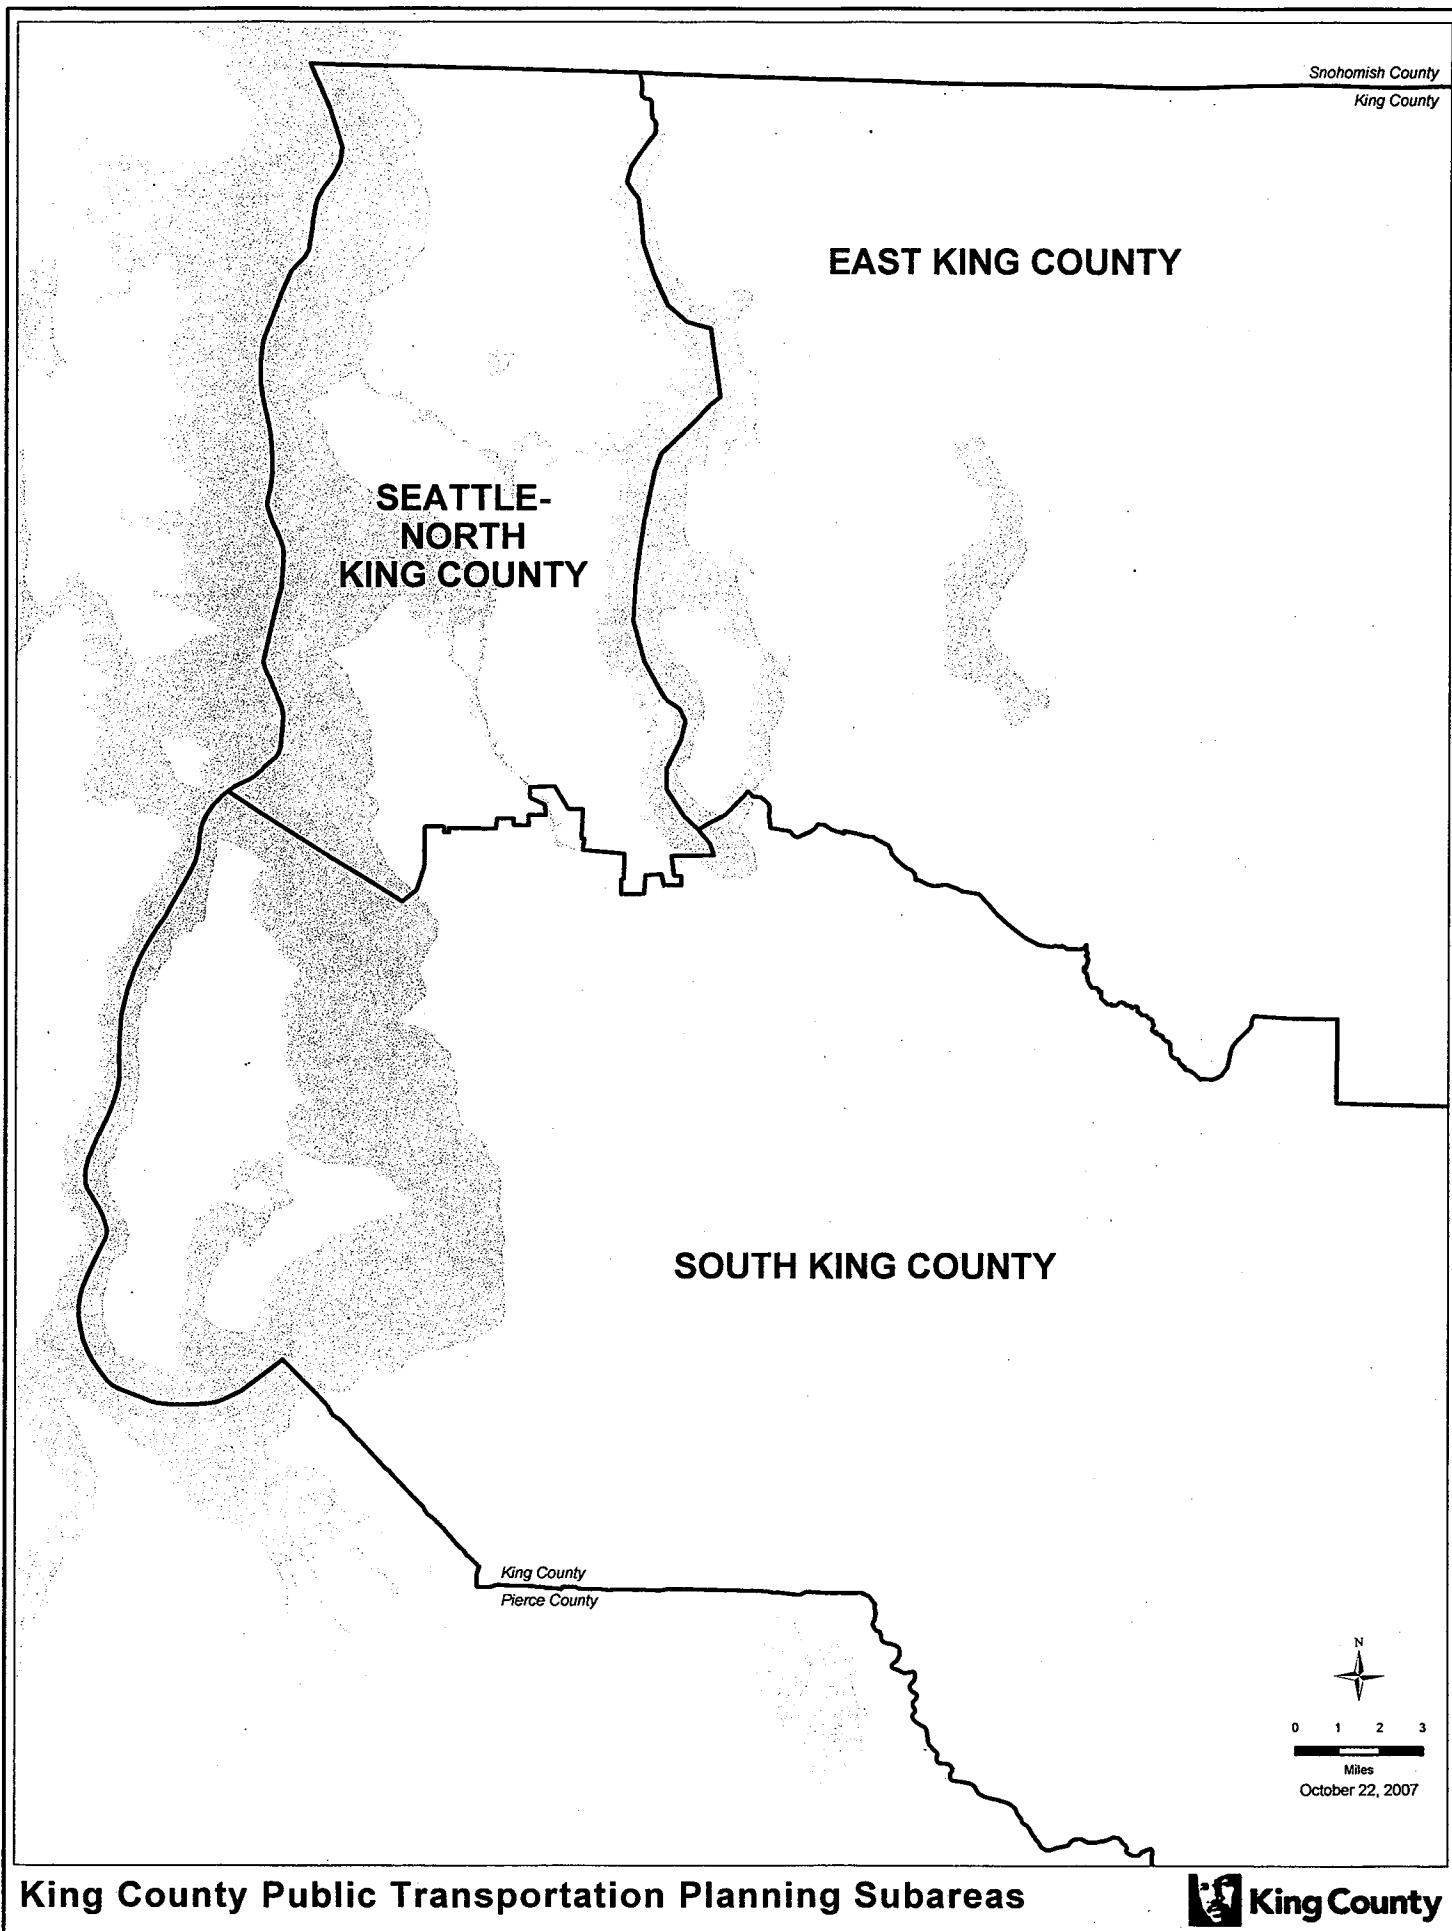 Snohomish County
King County
EAST KING COUNTY
SEATTLE-
NORTH
KING COUNTY
SOUTH KING COUNTY
King County
Pierce County
N
0 1 2 3
Miles
October 22, 2007
King County Public Transportation Planning Subareas
King County